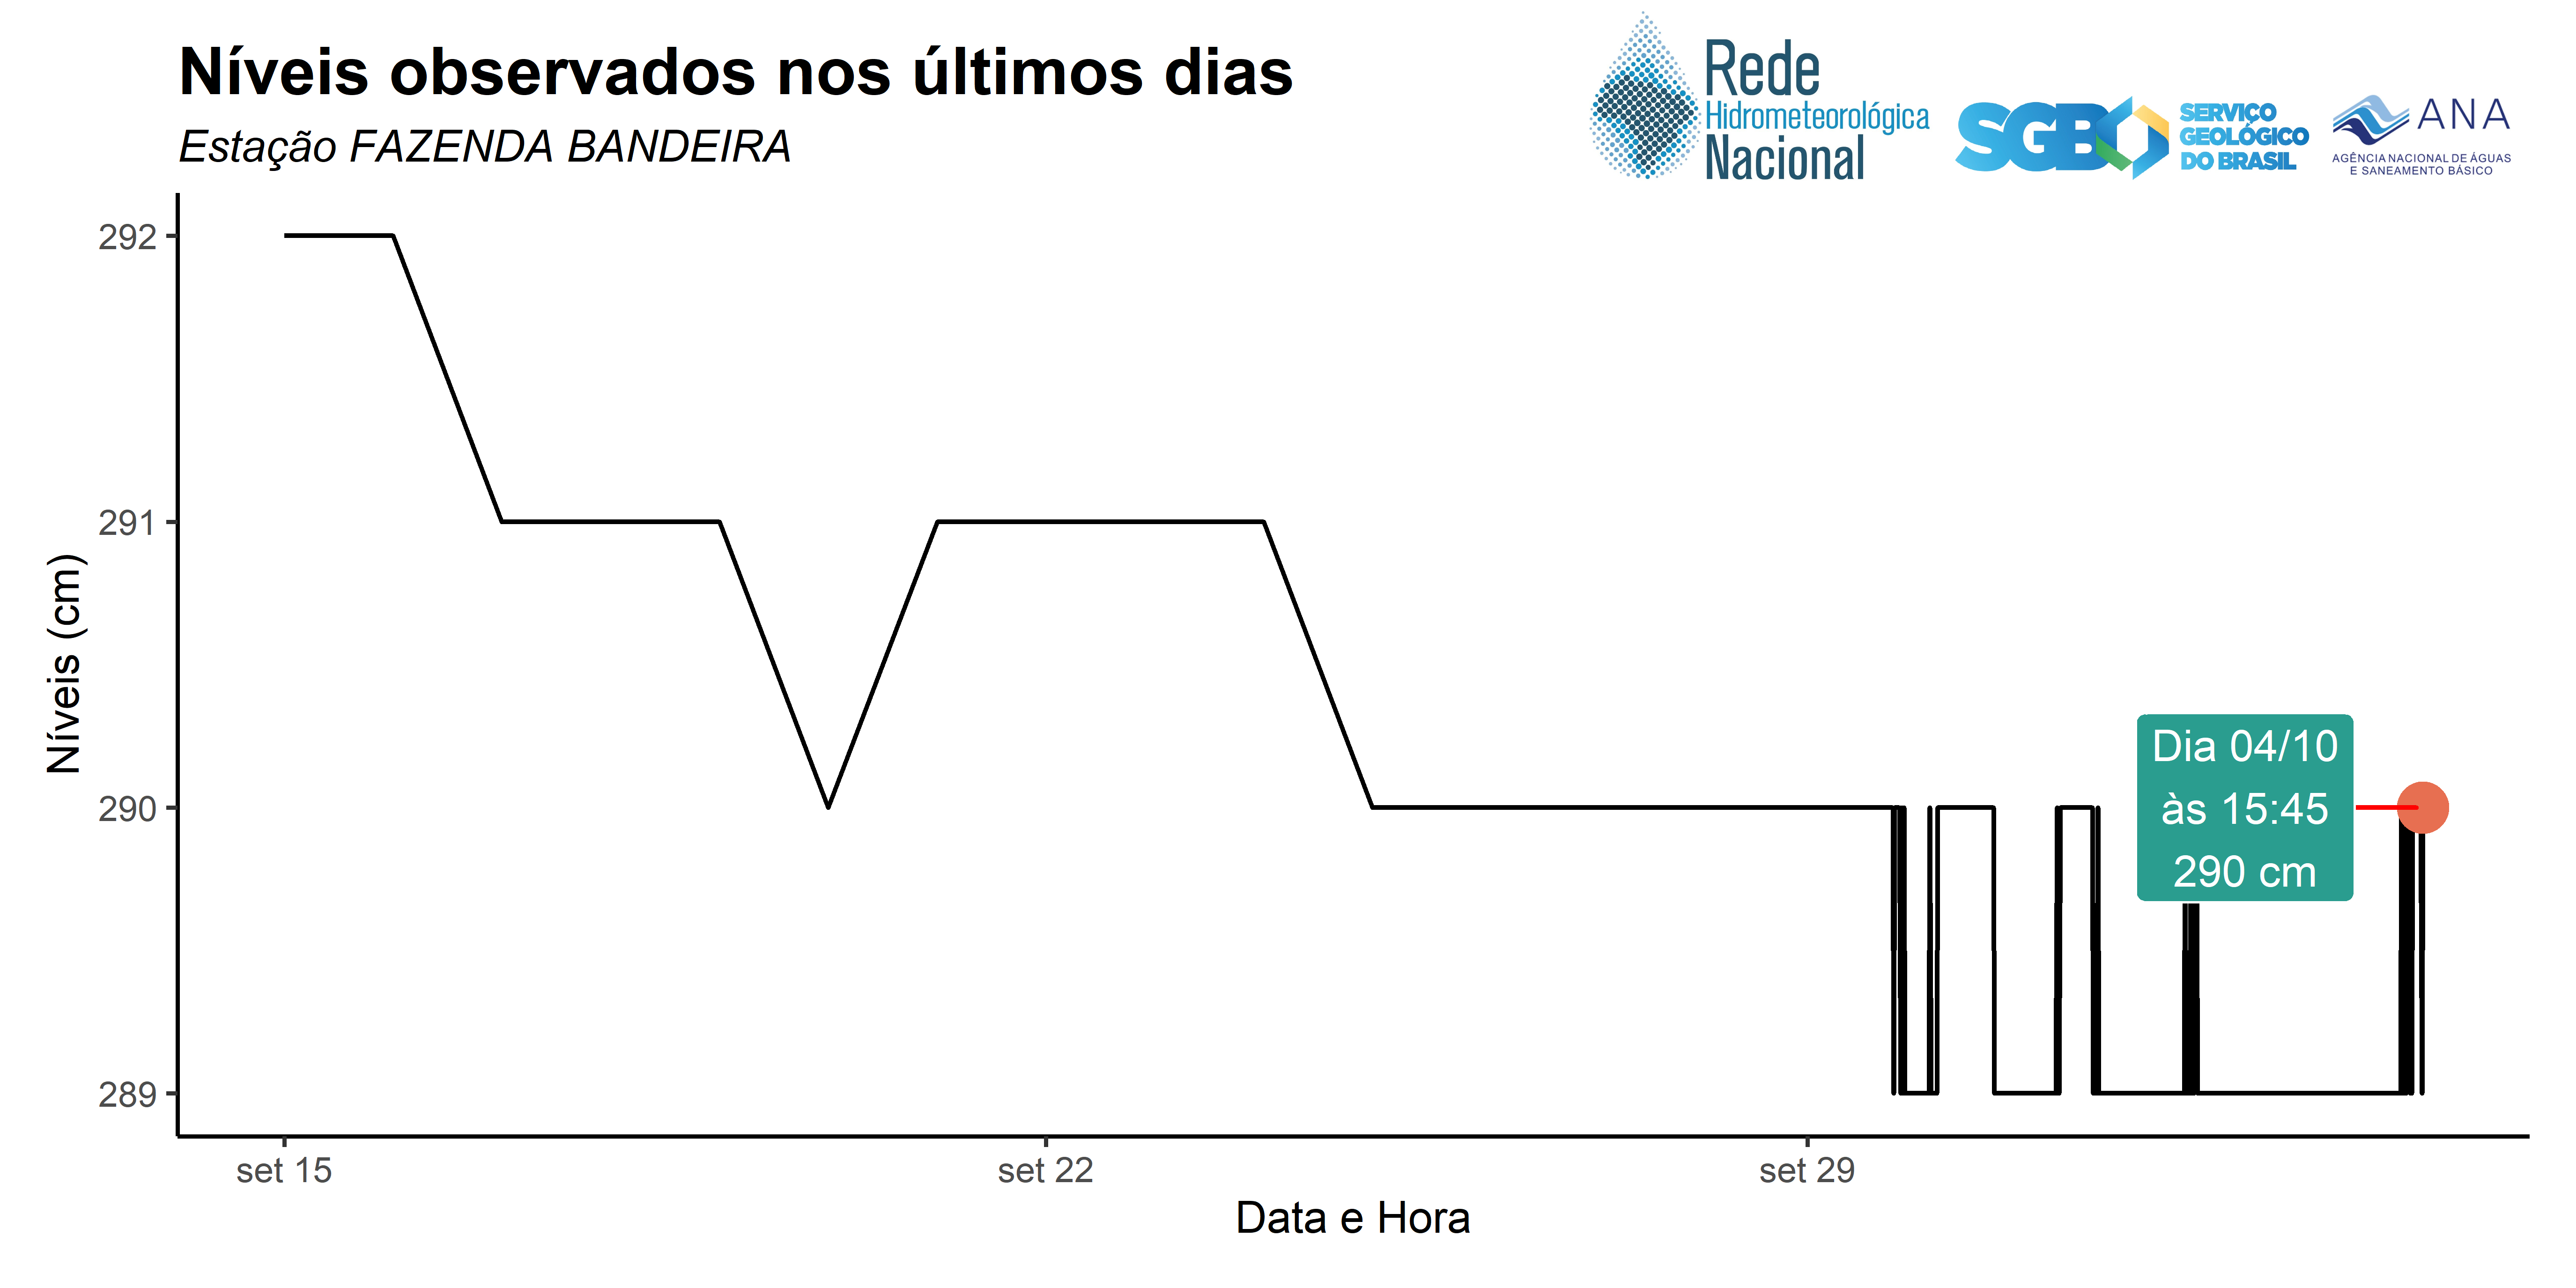 Níveis observados nos últimos dias
Estação FAZENDA BANDEIRA
Rede
Hidrometeorológica
Nacional
SGB
SERVIÇO
GEOLÓGICO
DO BRASIL
ANA
AGÊNCIA NACIONAL DE ÁGUAS
E SANEAMENTO BÁSICO
Níveis (cm)
292
291
290
289
Dia 04/10
às 15:45
290 cm
set 15
set 22
set 29
Data e Hora